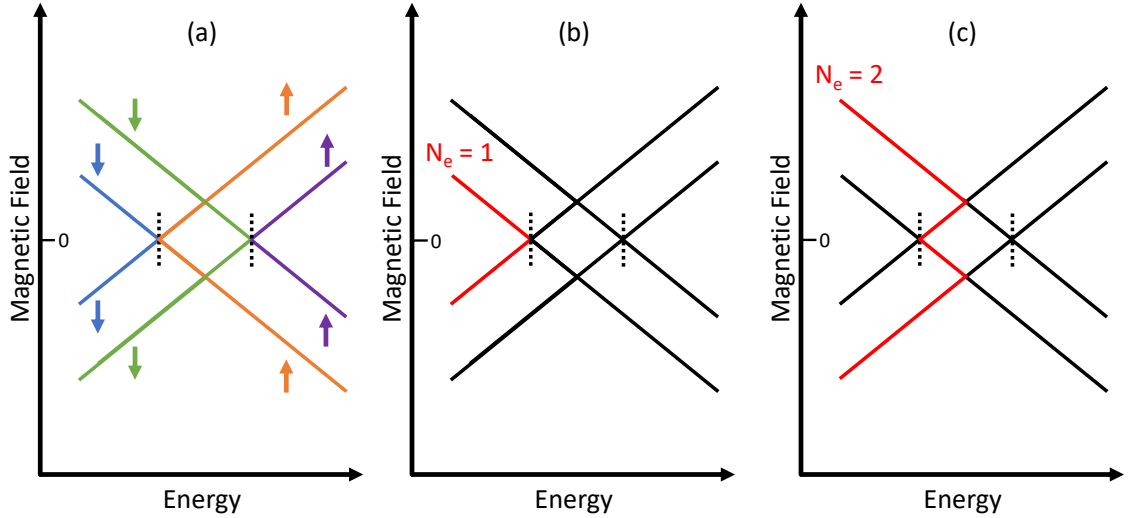 (a)
Magnetic Field
0
Energy
(b)
N_e = 1
Magnetic Field
0
Energy
(c)
N_e = 2
Magnetic Field
0
Energy